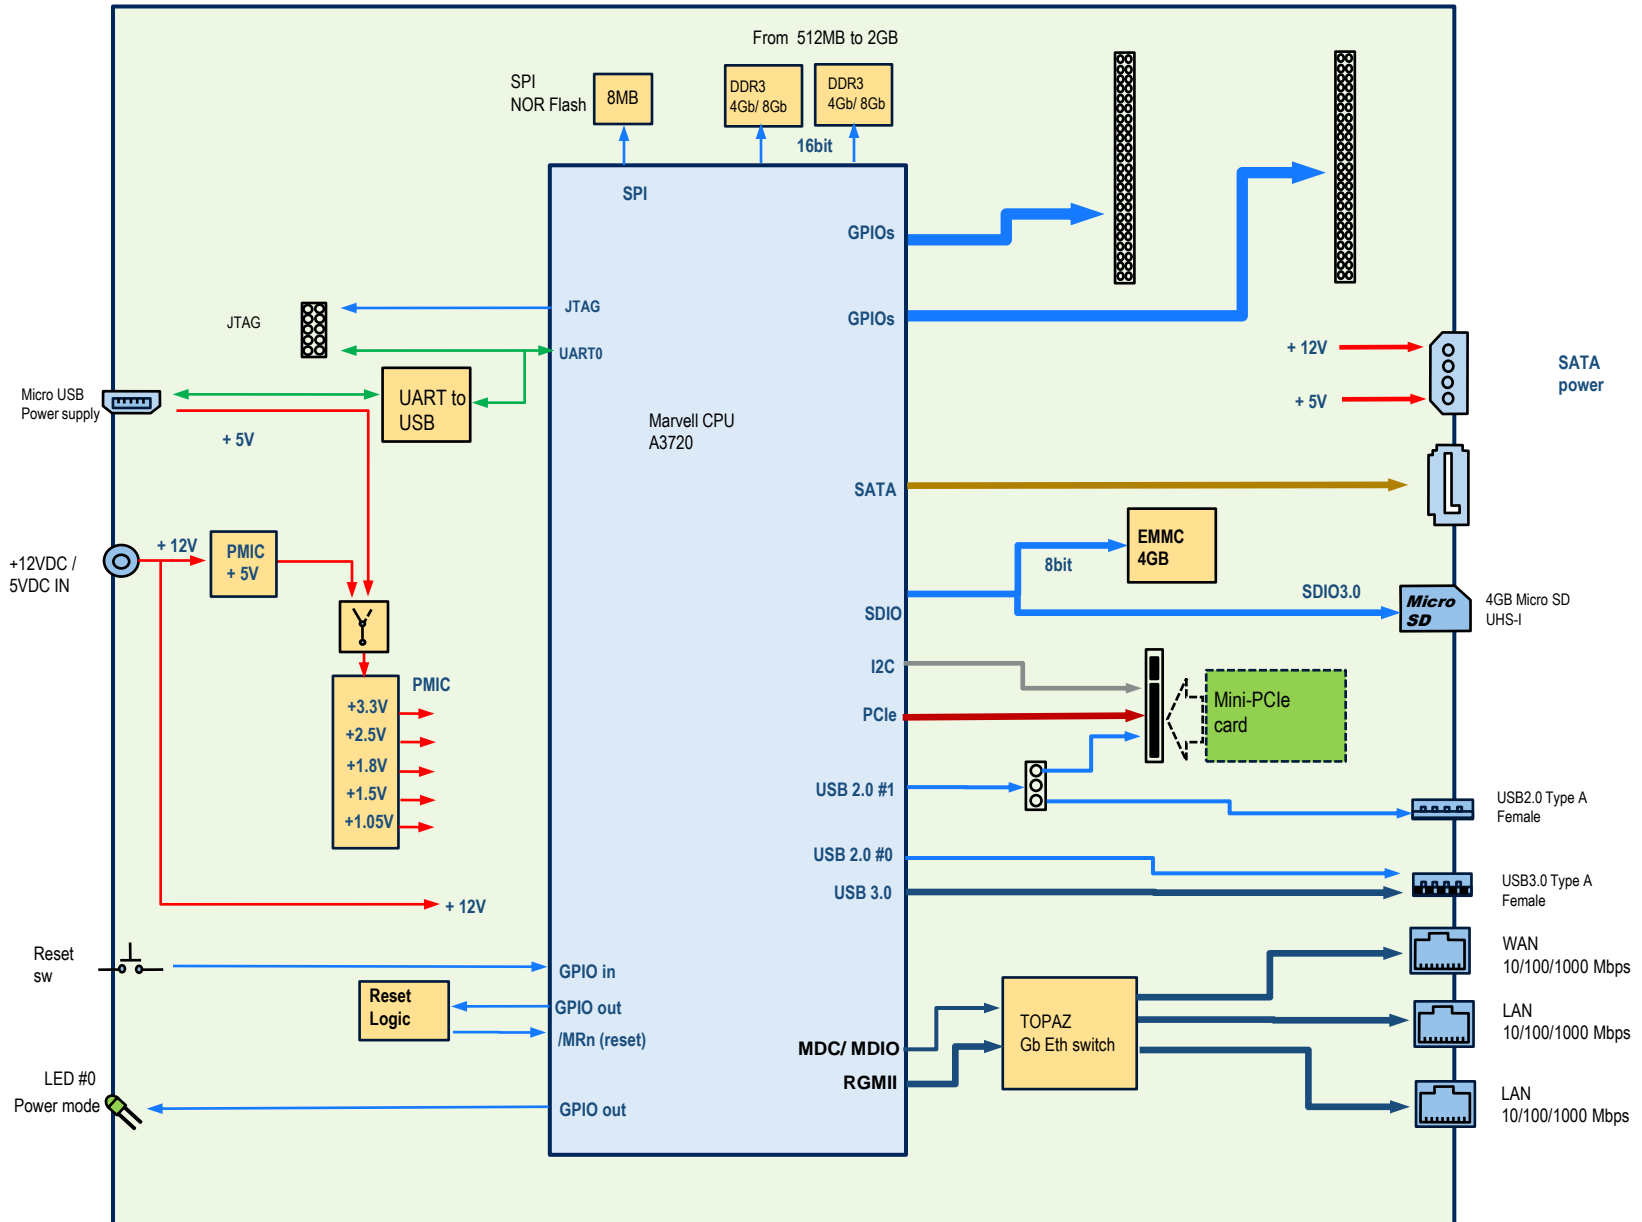 From 512MB to 2GB
SPI
NOR Flash
8MB
DDR3
4Gb/ 8Gb
DDR3
4Gb/ 8Gb
16bit
SPI
GPIOs
GPIOs
JTAG
JTAG
UART0
Micro USB
Power supply
UART to
USB
+ 5V
Marvell CPU
A3720
+ 12V
+ 5V
SATA
power
SATA
+12VDC /
5VDC IN
+ 12V
PMIC
+ 5V
EMMC
4GB
8bit
SDIO
SDIO3.0
Micro
SD
4GB Micro SD
UHS-I
PMIC
+3.3V
+2.5V
+1.8V
+1.5V
+1.05V
I2C
PCIe
Mini-PCIe
card
USB 2.0 #1
USB2.0 Type A
Female
USB 2.0 #0
USB 3.0
USB3.0 Type A
Female
+ 12V
Reset
sw
GPIO in
Reset
Logic
GPIO out
/MRn (reset)
LED #0
Power mode
GPIO out
MDC/ MDIO
RGMII
TOPAZ
Gb Eth switch
WAN
10/100/1000 Mbps
LAN
10/100/1000 Mbps
LAN
10/100/1000 Mbps